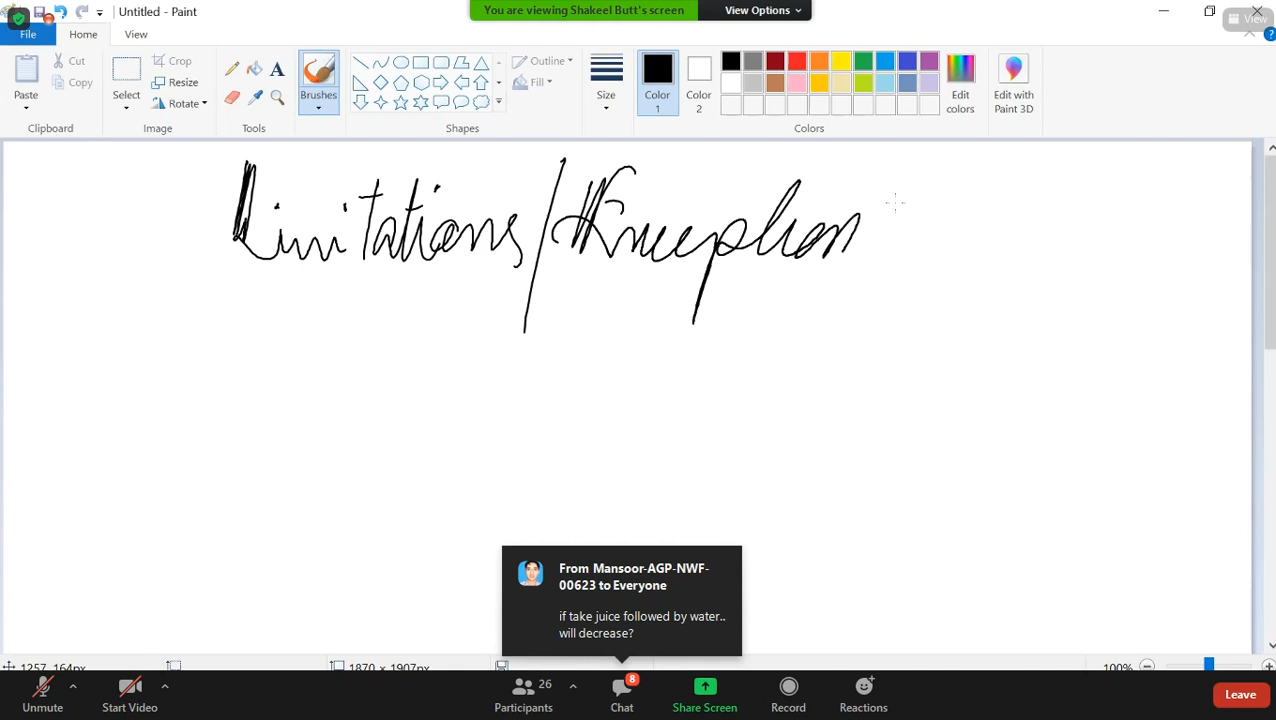 Untitled - Paint
You are viewing Shakeel Butt's screen
View Options
View
File
Home
View
Paste
Cut
Copy
Clipboard
Select
Crop
Resize
Rotate
Image
Tools
Brushes
Outline
Fill
Shapes
Size
Color 1
Color 2
Edit colors
Edit with Paint 3D
Colors
Limitations/
From Mansoor-AGP-NWF-
00623 to Everyone
if take juice followed by water..
will decrease?
1257, 164px
1870 × 1907px
100%
Unmute
Start Video
26
Participants
8
Chat
Share Screen
Record
Reactions
Leave